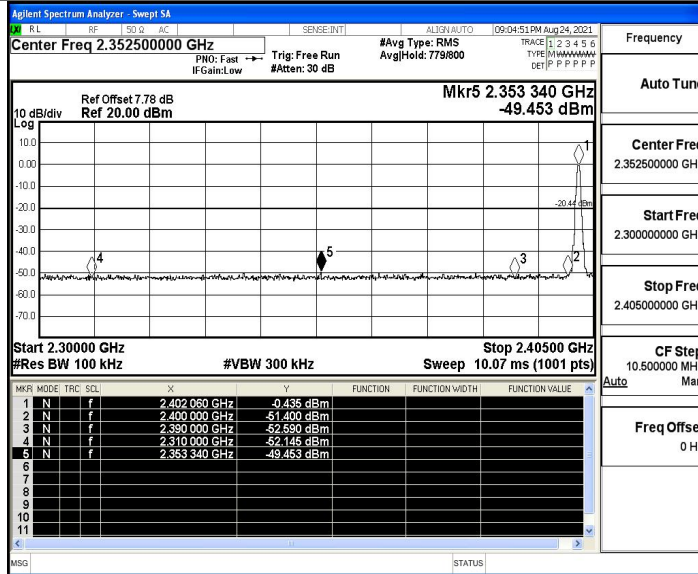 Agilent Spectrum Analyzer - Swept SA
RL RF 50 Ω AC SENSE:INT ALIGN AUTO 09:04:51 PM Aug 24, 2021
Center Freq 2.352500000 GHz
PNO: Fast
IFGain:Low
Trig: Free Run
#Atten: 30 dB
#Avg Type: RMS
Avg|Hold: 779/800
TRACE 1 2 3 4 5 6
TYPE MWWWWW
DET P P P P P P
Ref Offset 7.78 dB
Ref 20.00 dBm
10 dB/div
Log
Mkr5 2.353 340 GHz
-49.453 dBm
10.0
0.00
-10.0
-20.0
-30.0
-40.0
-50.0
-60.0
-70.0
1
-20.44 dBm
4
5
3
2
Start 2.30000 GHz Stop 2.40500 GHz
#Res BW 100 kHz #VBW 300 kHz Sweep 10.07 ms (1001 pts)
MKR MODE TRC SCL X Y FUNCTION FUNCTION WIDTH FUNCTION VALUE
1 N f 2.402 060 GHz -0.435 dBm
2 N f 2.400 000 GHz -51.400 dBm
3 N f 2.390 000 GHz -52.590 dBm
4 N f 2.310 000 GHz -52.145 dBm
5 N f 2.353 340 GHz -49.453 dBm
6
7
8
9
10
11
MSG STATUS
Frequency
Auto Tun
Center Fre
2.352500000 GH
Start Fre
2.300000000 GH
Stop Fre
2.405000000 GH
CF Ste
10.500000 MH
Auto Ma
Freq Offse
0 H